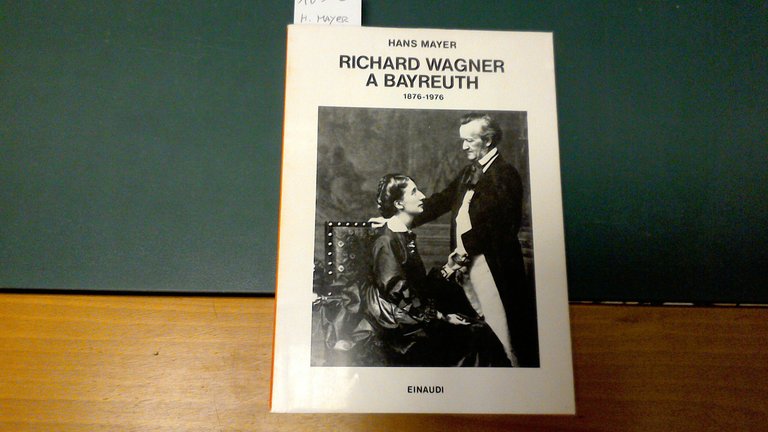 H. MAYER
HANS MAYER
RICHARD WAGNER
A BAYREUTH
1876-1976
EINAUDI